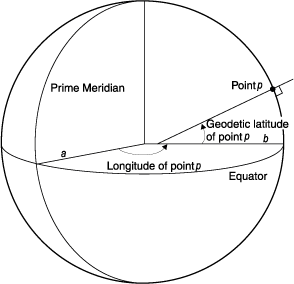 Point p
Prime Meridian
Geodetic latitude
of point p
a
b
Longitude of point p
Equator